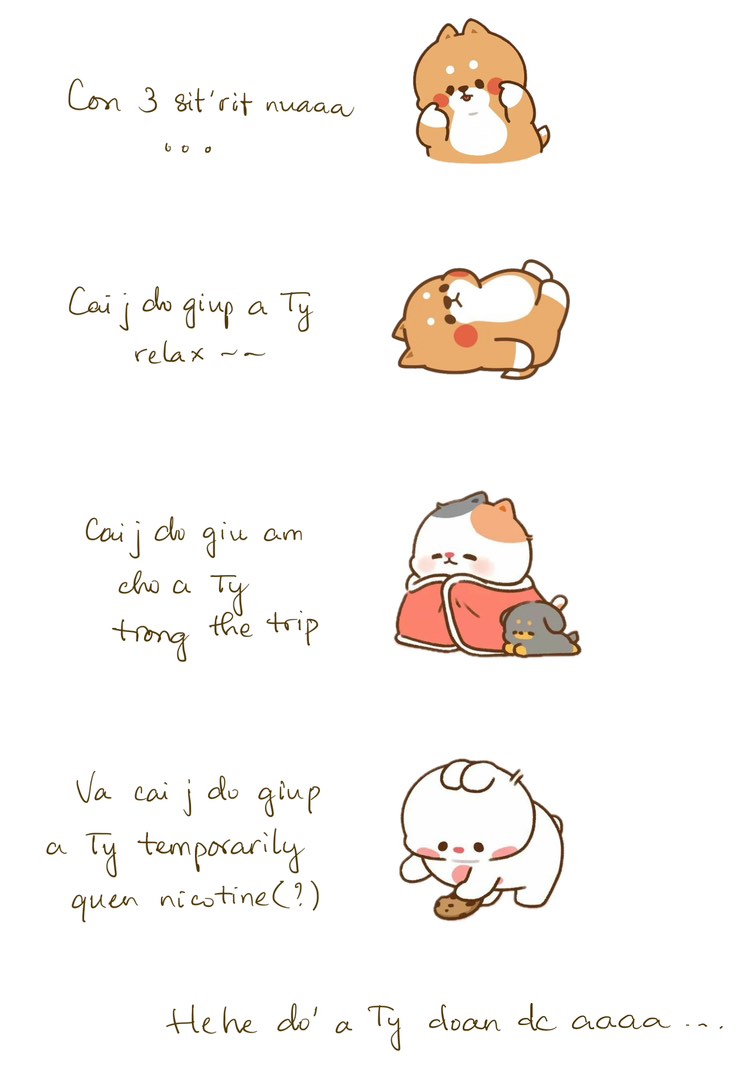 Con 3 sit'rit nuaaa
...
Cai j do giup a Ty
relax ~~
Cai j do giu am
cho a Ty
trong the trip
Va cai j do giup
a Ty temporarily
quen nicotine(?)
Hehe do' a Ty doan dc aaaa ...